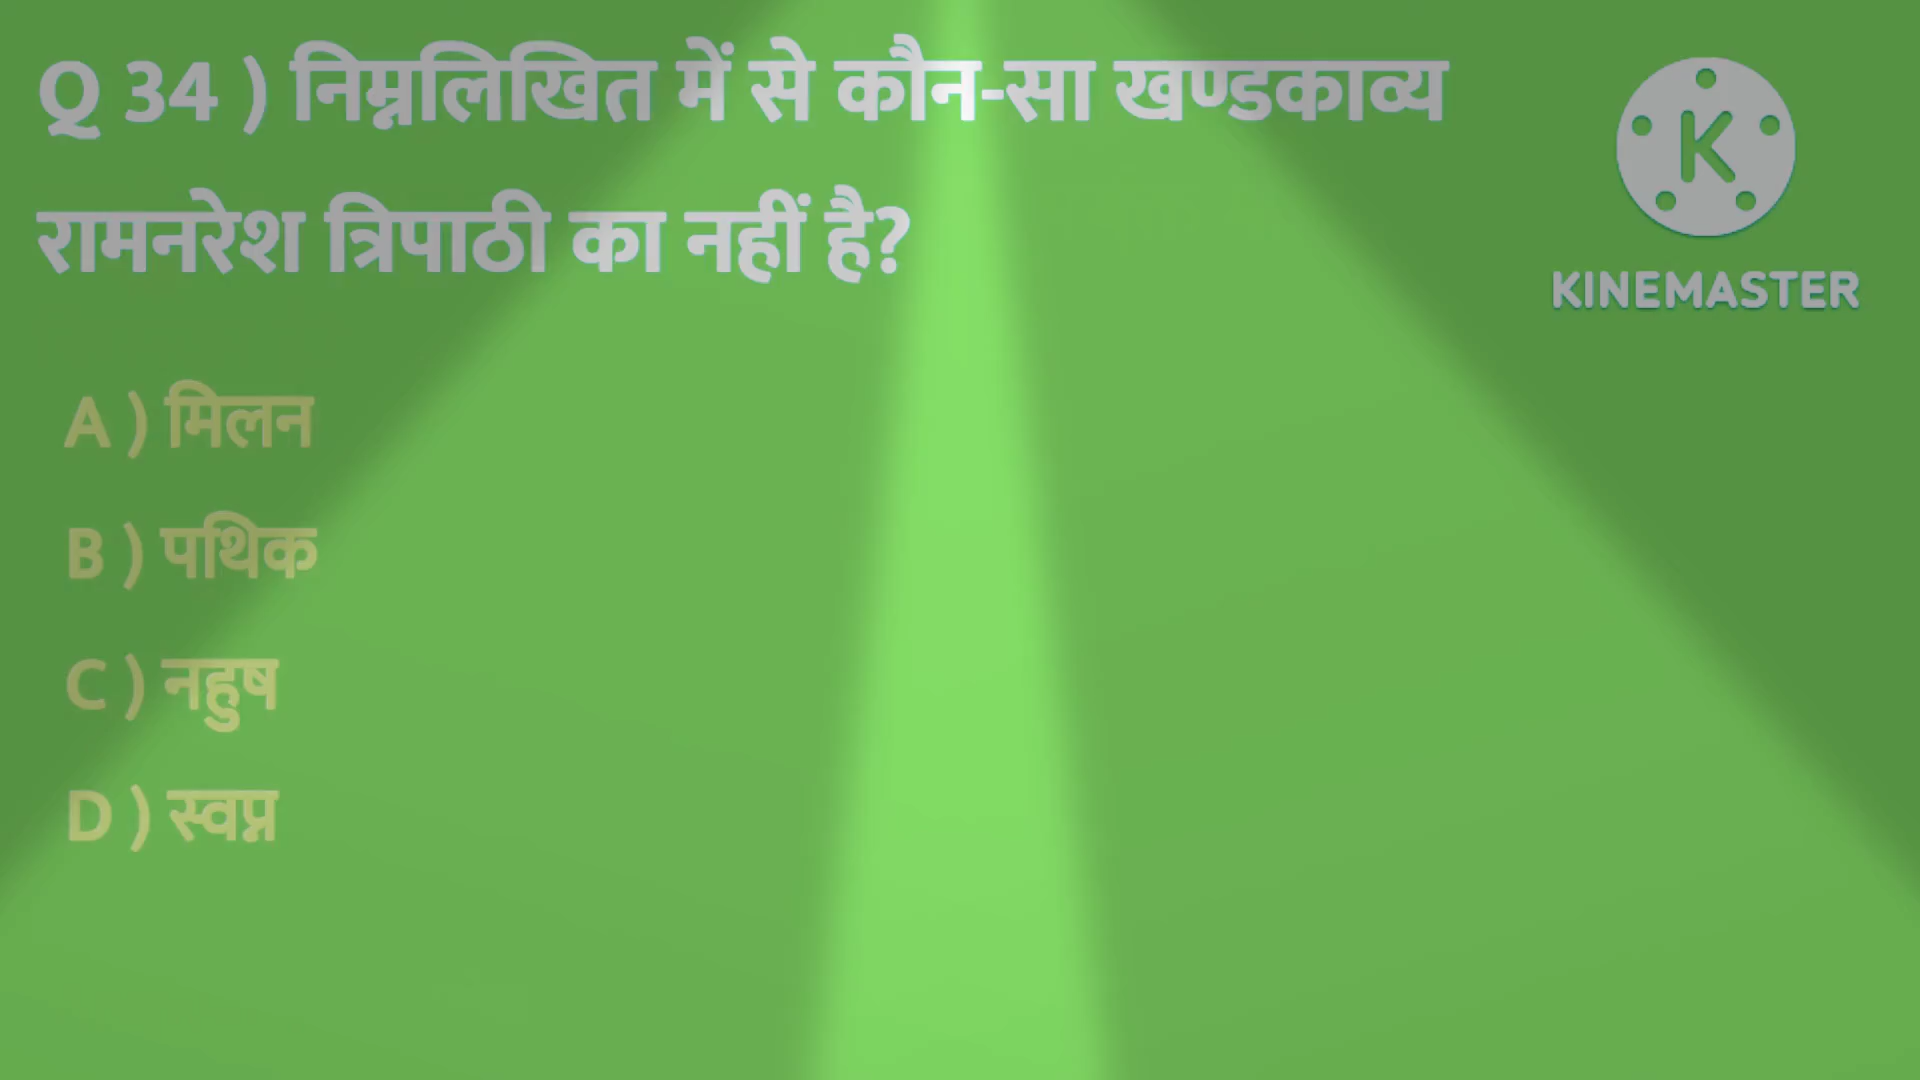 Q 34 ) निम्नलिखित में से कौन-सा खण्डकाव्य
रामनरेश त्रिपाठी का नहीं है?
K
KINEMASTER
A ) मिलन
B ) पथिक
C ) नहुष
D ) स्वप्न